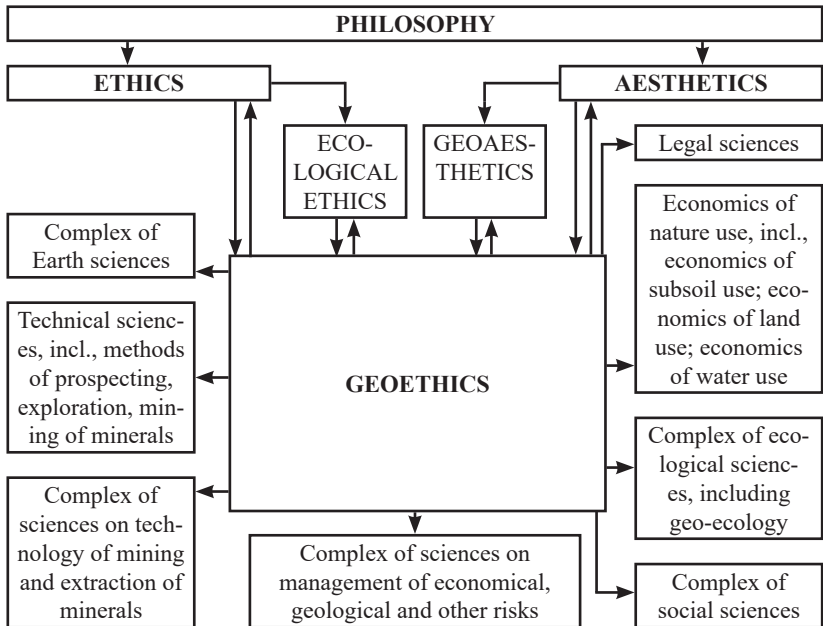 PHILOSOPHY
ETHICS
AESTHETICS
ECO-
LOGICAL
ETHICS
GEOAES-
THETICS
Legal sciences
Complex of
Earth sciences
Economics of
nature use, incl.,
economics of
subsoil use; eco-
nomics of land
use; economics
of water use
Technical scienc-
es, incl., methods
of prospecting,
exploration, min-
ing of minerals
GEOETHICS
Complex of eco-
logical scienc-
es, including
geo-ecology
Complex of
sciences on tech-
nology of mining
and extraction of
minerals
Complex of sciences on
management of economical,
geological and other risks
Complex of
social sciences